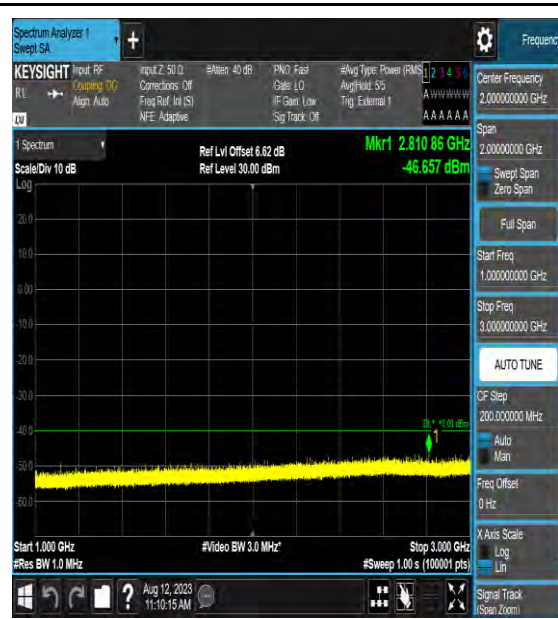 Spectrum Analyzer 1
Swept SA
+
Frequenc
KEYSIGHT
RL
Input: RF
Coupling: DC
Align: Auto
Input Z: 50 Ω
Corrections: Off
Freq Ref: Int (S)
NFE: Adaptive
#Atten: 40 dB
PNO: Fast
Gate: LO
IF Gain: Low
Sig Track: Off
#Avg Type: Power (RMS
Avg|Hold: 5/5
Trig: External 1
1 2 3 4 5 6
A W W W W W
A A A A A A
1 Spectrum
Scale/Div 10 dB
Log
Ref Lvl Offset 6.62 dB
Ref Level 30.00 dBm
Mkr1 2.810 86 GHz
-46.657 dBm
20.0
10.0
0.00
-10.0
-20.0
-30.0
-40.0
-50.0
-60.0
1
Start 1.000 GHz
#Res BW 1.0 MHz
#Video BW 3.0 MHz*
Stop 3.000 GHz
#Sweep 1.00 s (100001 pts)
Center Frequency
2.000000000 GHz
Span
2.00000000 GHz
Swept Span
Zero Span
Full Span
Start Freq
1.000000000 GHz
Stop Freq
3.000000000 GHz
AUTO TUNE
CF Step
200.000000 MHz
Auto
Man
Freq Offset
0 Hz
X Axis Scale
Log
Lin
Signal Track
(Span Zoom)
?
Aug 12, 2023
11:10:15 AM